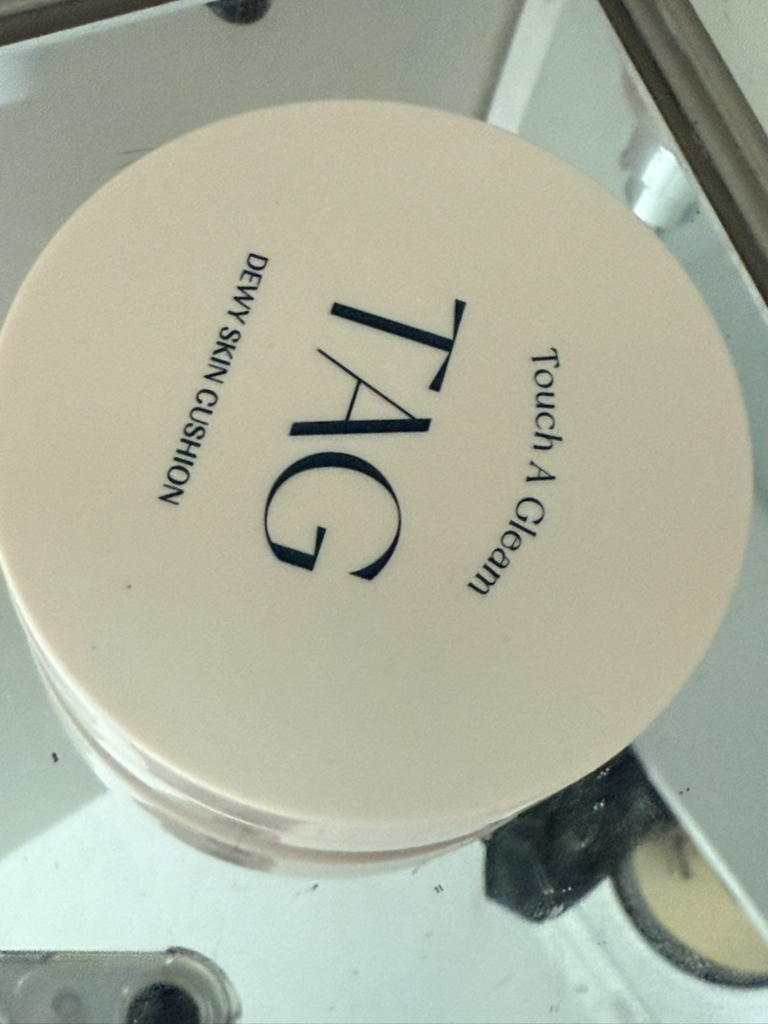 Touch A Gleam
TAG
DEWY SKIN CUSHION